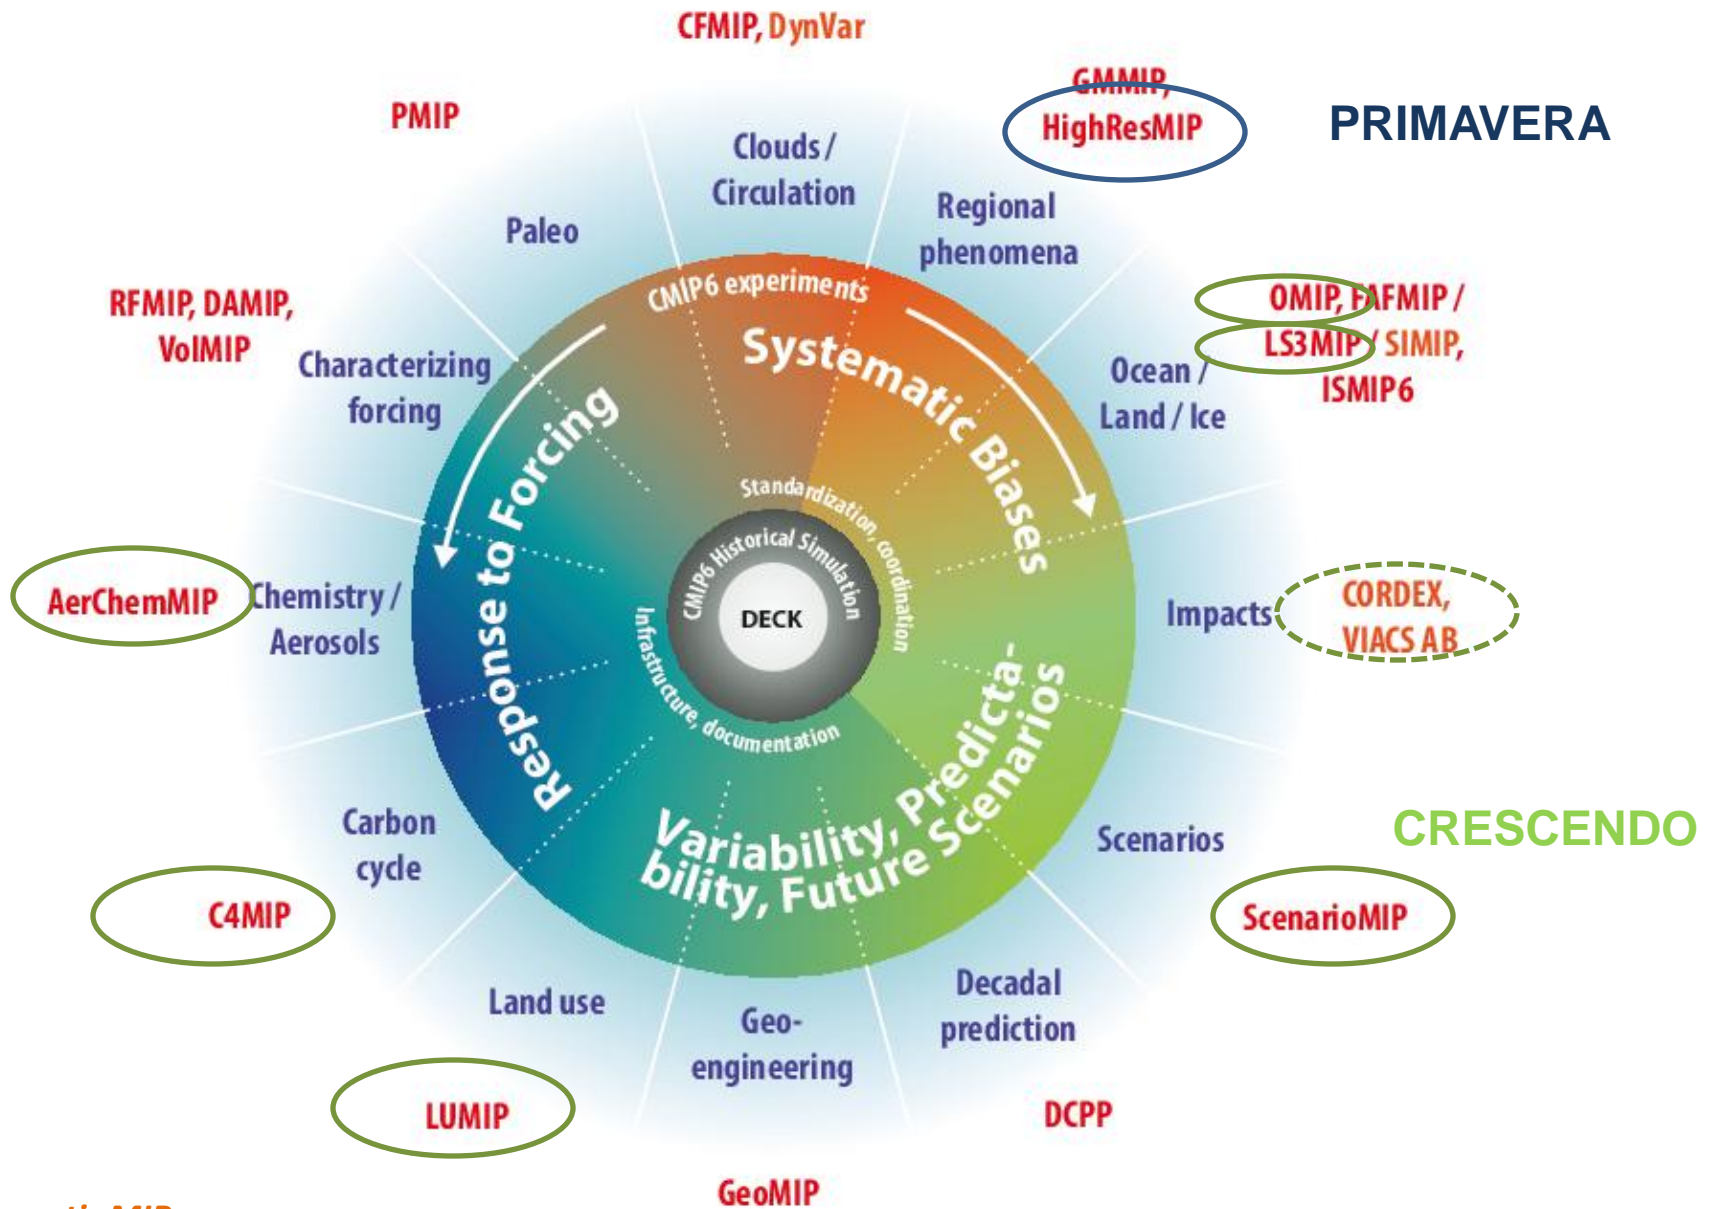 CFMIP, DynVar
GMMIP,
HighResMIP
PRIMAVERA
PMIP
Clouds /
Circulation
Regional
phenomena
Paleo
RFMIP, DAMIP,
VolMIP
OMIP, FAFMIP /
LS3MIP / SIMIP,
ISMIP6
Characterizing
forcing
Ocean /
Land / Ice
CMIP6 experiments
Systematic Biases
Response to Forcing
Standardization, coordination
CMIP6 Historical Simulation
DECK
Infrastructure, documentation
AerChemMIP
Chemistry /
Aerosols
Impacts
CORDEX,
VIACS AB
Variability, Predicta-
bility, Future Scenarios
Carbon
cycle
Scenarios
CRESCENDO
C4MIP
ScenarioMIP
Land use
Geo-
engineering
Decadal
prediction
LUMIP
DCPP
GeoMIP